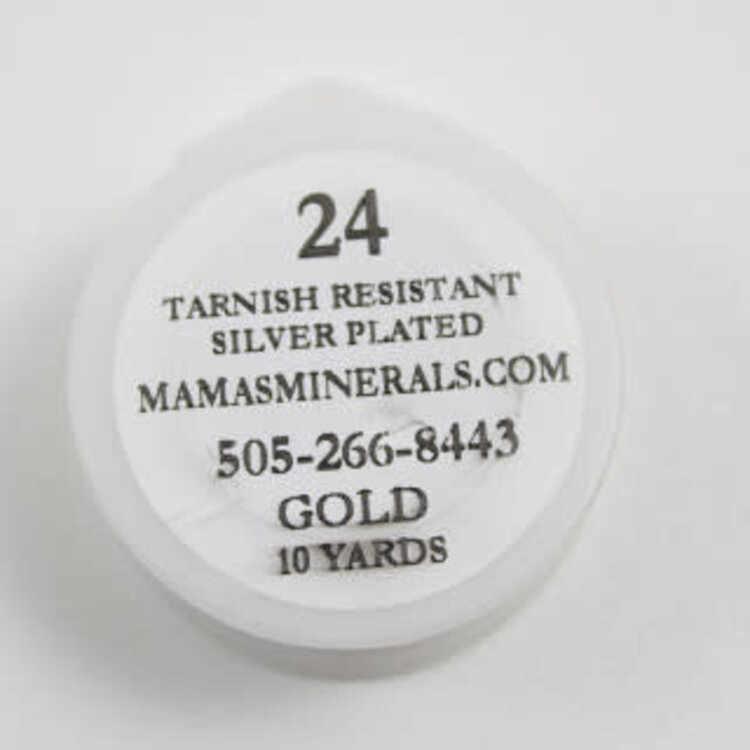 24
TARNISH RESISTANT
SILVER PLATED
MAMASMINERALS.COM
505-266-8443
GOLD
10 YARDS